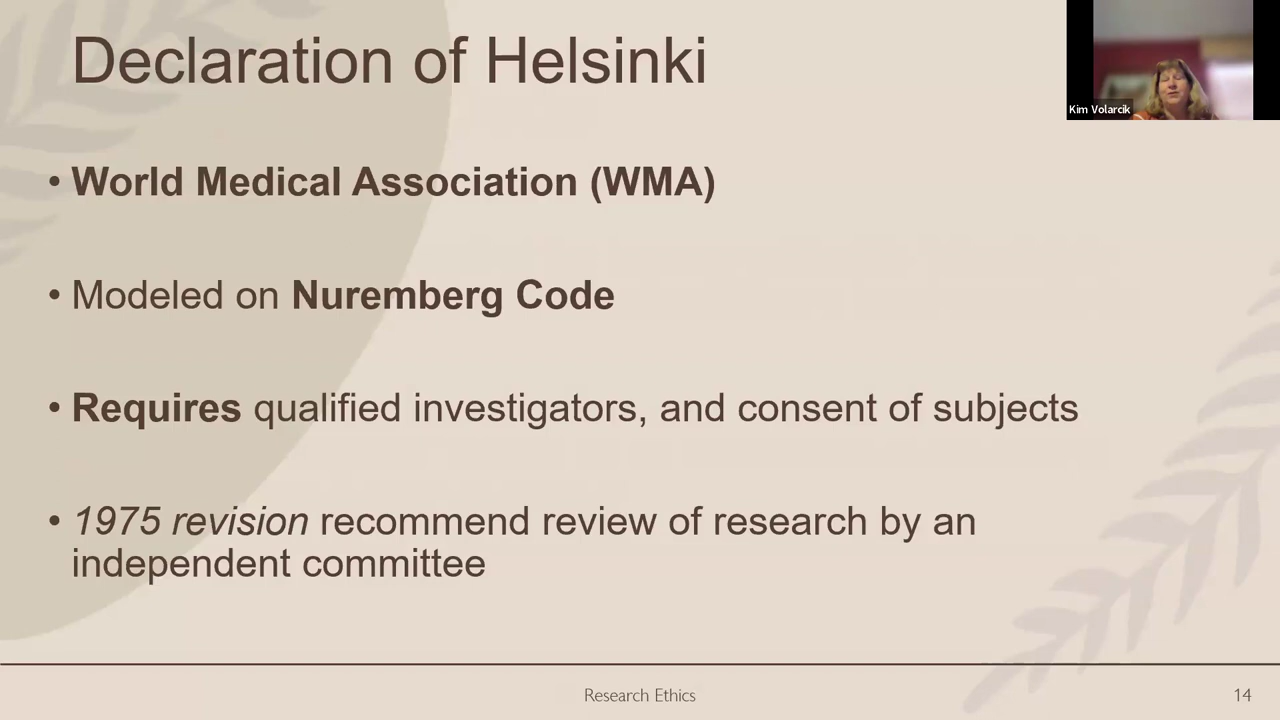 Declaration of Helsinki
Kim Volarcik
• World Medical Association (WMA)
• Modeled on Nuremberg Code
• Requires qualified investigators, and consent of subjects
• 1975 revision recommend review of research by an
independent committee
Research Ethics
14